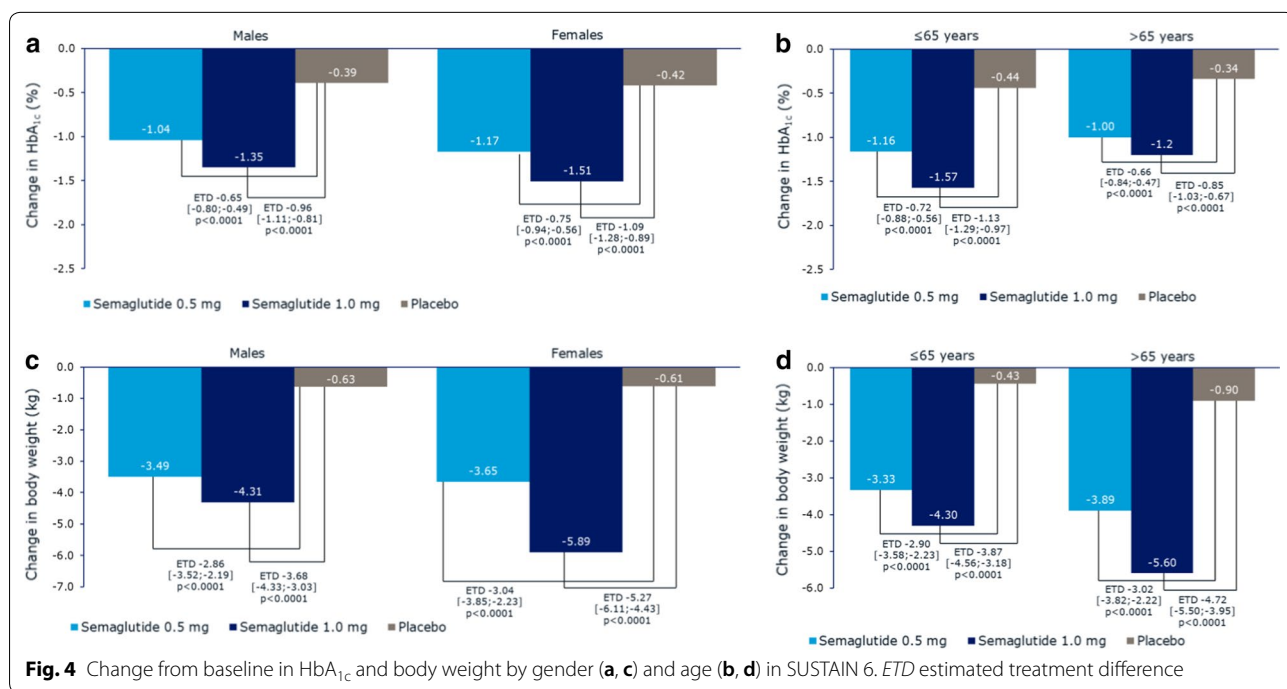 a
Males
Females
0.0
-0.5
-1.0
-1.5
-2.0
-2.5
Change in HbA1c (%)
-1.04
-1.35
-0.39
-1.17
-1.51
-0.42
ETD -0.65
[-0.80;-0.49]
p<0.0001
ETD -0.96
[-1.11;-0.81]
p<0.0001
ETD -0.75
[-0.94;-0.56]
p<0.0001
ETD -1.09
[-1.28;-0.89]
p<0.0001
Semaglutide 0.5 mg Semaglutide 1.0 mg Placebo
b
≤65 years
>65 years
0.0
-0.5
-1.0
-1.5
-2.0
-2.5
Change in HbA1c (%)
-1.16
-1.57
-0.44
-1.00
-1.2
-0.34
ETD -0.72
[-0.88;-0.56]
p<0.0001
ETD -1.13
[-1.29;-0.97]
p<0.0001
ETD -0.66
[-0.84;-0.47]
p<0.0001
ETD -0.85
[-1.03;-0.67]
p<0.0001
Semaglutide 0.5 mg Semaglutide 1.0 mg Placebo
c
Males
Females
0.0
-1.0
-2.0
-3.0
-4.0
-5.0
-6.0
-7.0
Change in body weight (kg)
-3.49
-4.31
-0.63
-3.65
-5.89
-0.61
ETD -2.86
[-3.52;-2.19]
p<0.0001
ETD -3.68
[-4.33;-3.03]
p<0.0001
ETD -3.04
[-3.85;-2.23]
p<0.0001
ETD -5.27
[-6.11;-4.43]
p<0.0001
Semaglutide 0.5 mg Semaglutide 1.0 mg Placebo
d
≤65 years
>65 years
0.0
-1.0
-2.0
-3.0
-4.0
-5.0
-6.0
Change in body weight (kg)
-3.33
-4.30
-0.43
-3.89
-5.60
-0.90
ETD -2.90
[-3.58;-2.23]
p<0.0001
ETD -3.87
[-4.56;-3.18]
p<0.0001
ETD -3.02
[-3.82;-2.22]
p<0.0001
ETD -4.72
[-5.50;-3.95]
p<0.0001
Semaglutide 0.5 mg Semaglutide 1.0 mg Placebo
Fig. 4 Change from baseline in HbA1c and body weight by gender (a, c) and age (b, d) in SUSTAIN 6. ETD estimated treatment difference